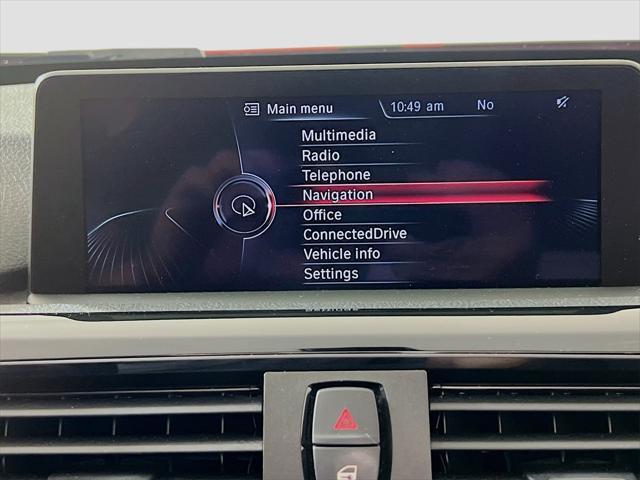 Main menu 10:49 am No
Multimedia
Radio
Telephone
Navigation
Office
ConnectedDrive
Vehicle info
Settings